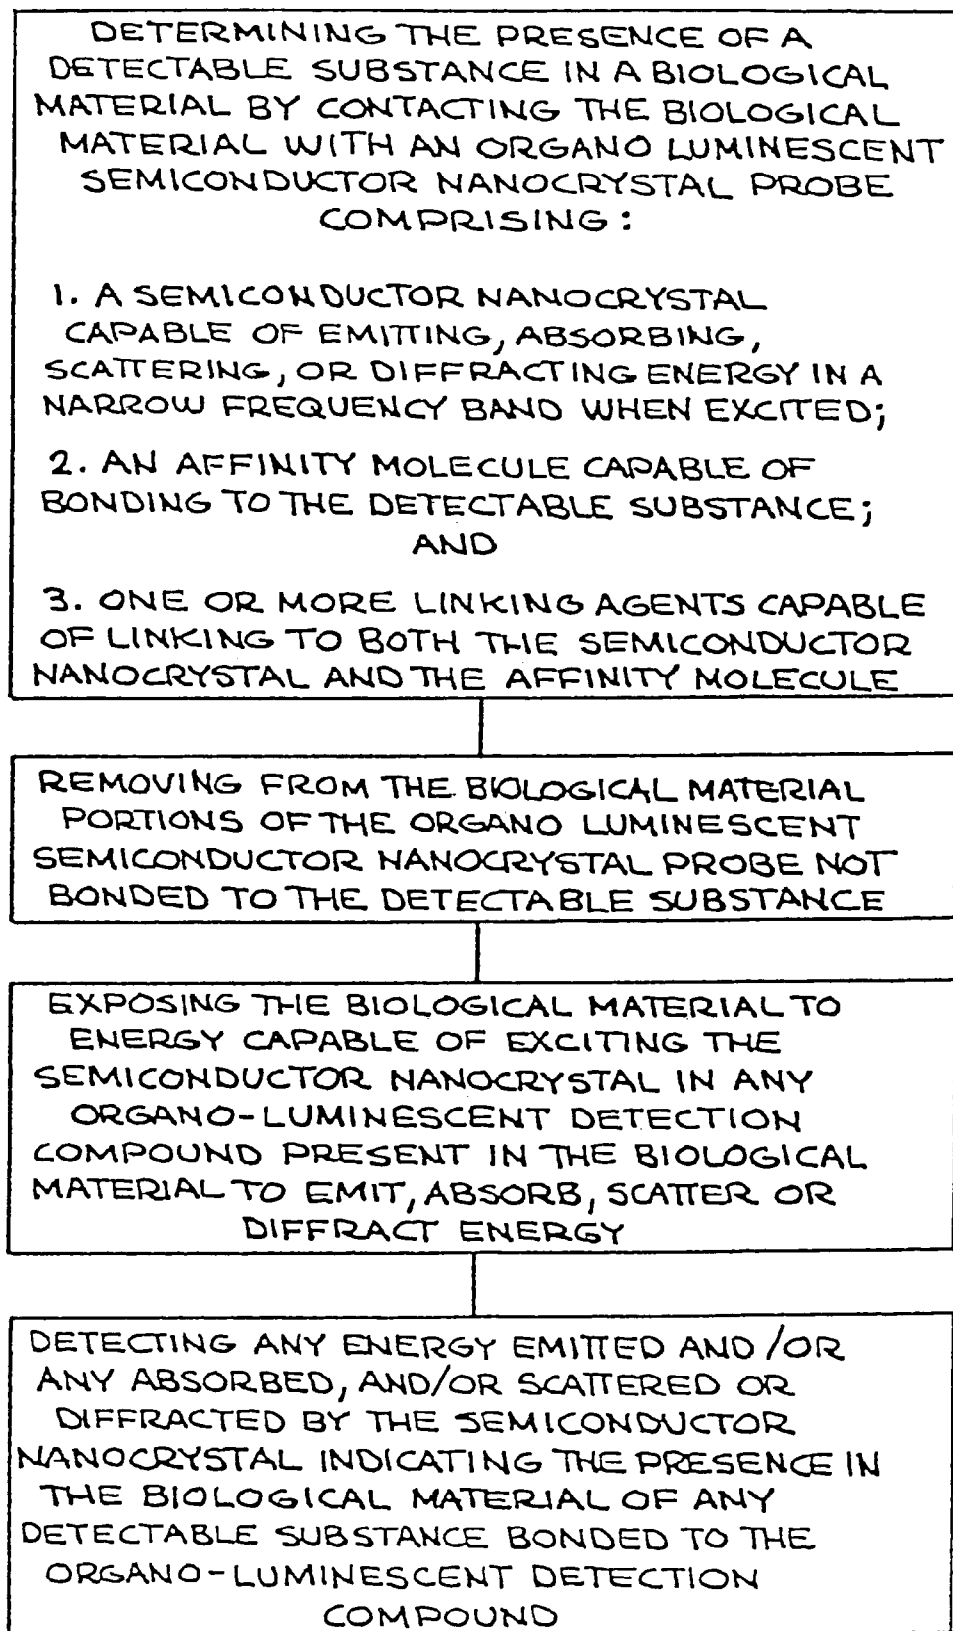 DETERMINING THE PRESENCE OF A
DETECTABLE SUBSTANCE IN A BIOLOGICAL
MATERIAL BY CONTACTING THE BIOLOGICAL
MATERIAL WITH AN ORGANO LUMINESCENT
SEMICONDUCTOR NANOCRYSTAL PROBE
COMPRISING:
1. A SEMICONDUCTOR NANOCRYSTAL
CAPABLE OF EMITTING, ABSORBING,
SCATTERING, OR DIFFRACTING ENERGY IN A
NARROW FREQUENCY BAND WHEN EXCITED;
2. AN AFFINITY MOLECULE CAPABLE OF
BONDING TO THE DETECTABLE SUBSTANCE;
AND
3. ONE OR MORE LINKING AGENTS CAPABLE
OF LINKING TO BOTH THE SEMICONDUCTOR
NANOCRYSTAL AND THE AFFINITY MOLECULE
REMOVING FROM THE BIOLOGICAL MATERIAL
PORTIONS OF THE ORGANO LUMINESCENT
SEMICONDUCTOR NANOCRYSTAL PROBE NOT
BONDED TO THE DETECTABLE SUBSTANCE
EXPOSING THE BIOLOGICAL MATERIAL TO
ENERGY CAPABLE OF EXCITING THE
SEMICONDUCTOR NANOCRYSTAL IN ANY
ORGANO-LUMINESCENT DETECTION
COMPOUND PRESENT IN THE BIOLOGICAL
MATERIAL TO EMIT, ABSORB, SCATTER OR
DIFFRACT ENERGY
DETECTING ANY ENERGY EMITTED AND/OR
ANY ABSORBED, AND/OR SCATTERED OR
DIFFRACTED BY THE SEMICONDUCTOR
NANOCRYSTAL INDICATING THE PRESENCE IN
THE BIOLOGICAL MATERIAL OF ANY
DETECTABLE SUBSTANCE BONDED TO THE
ORGANO-LUMINESCENT DETECTION
COMPOUND